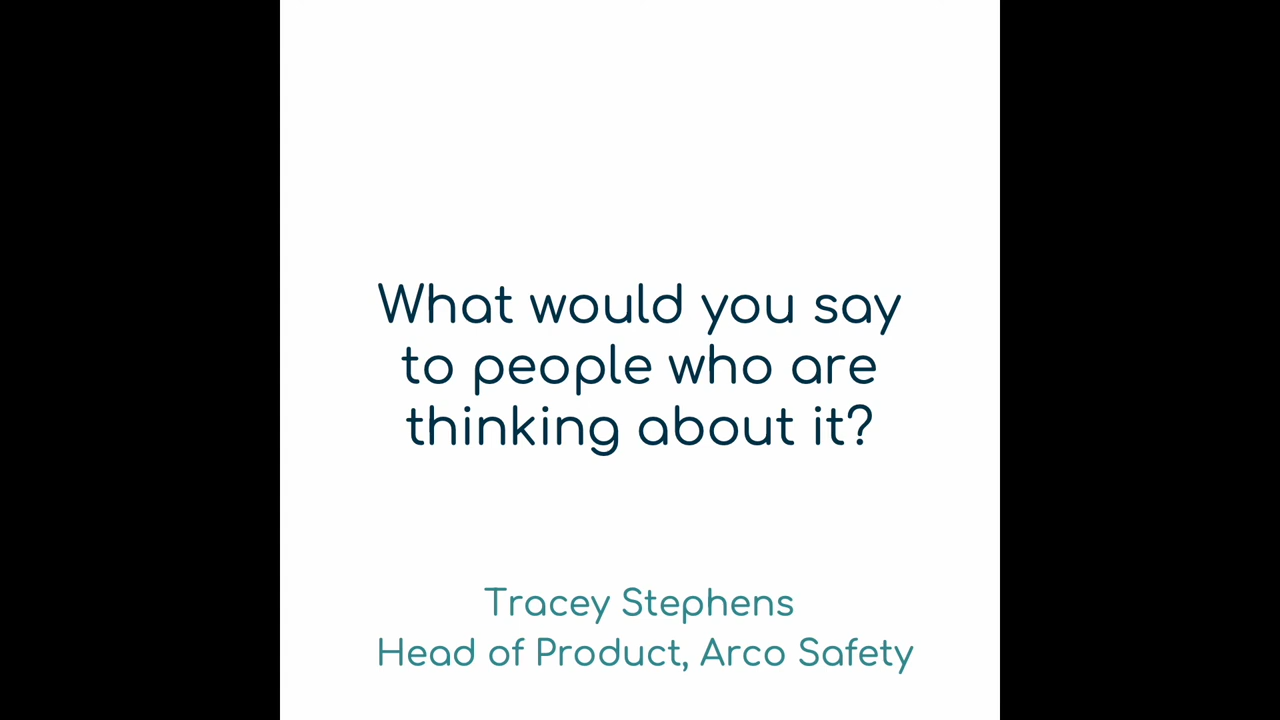 What would you say
to people who are
thinking about it?
Tracey Stephens
Head of Product, Arco Safety